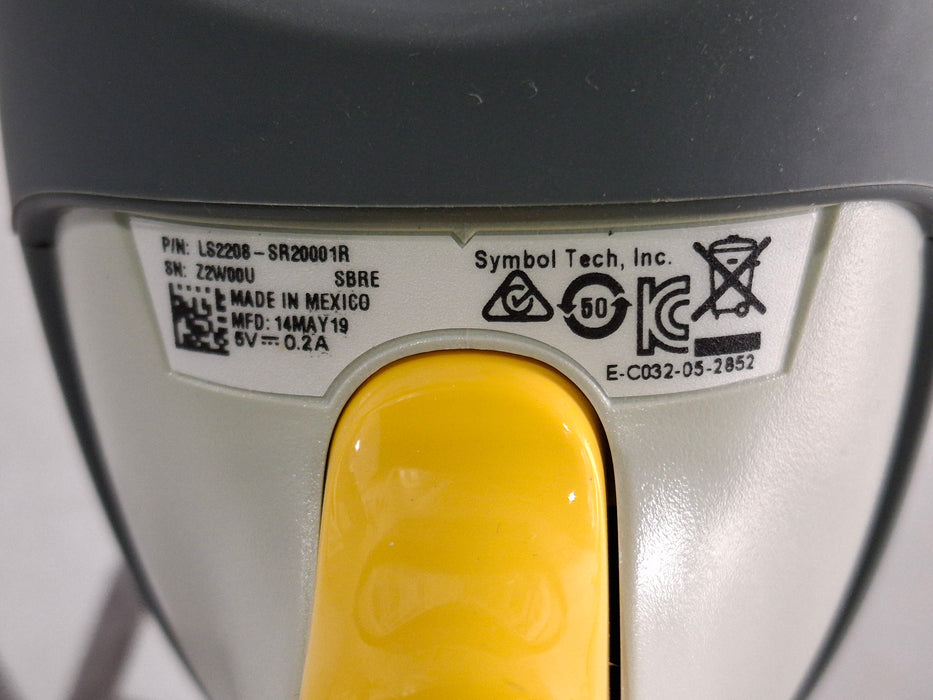 P/N: LS2208-SR20001R
SN: Z2W00U SBRE
MADE IN MEXICO
MFD: 14MAY19
5V⎓0.2A
Symbol Tech, Inc.
50
KC
E-C032-05-2852